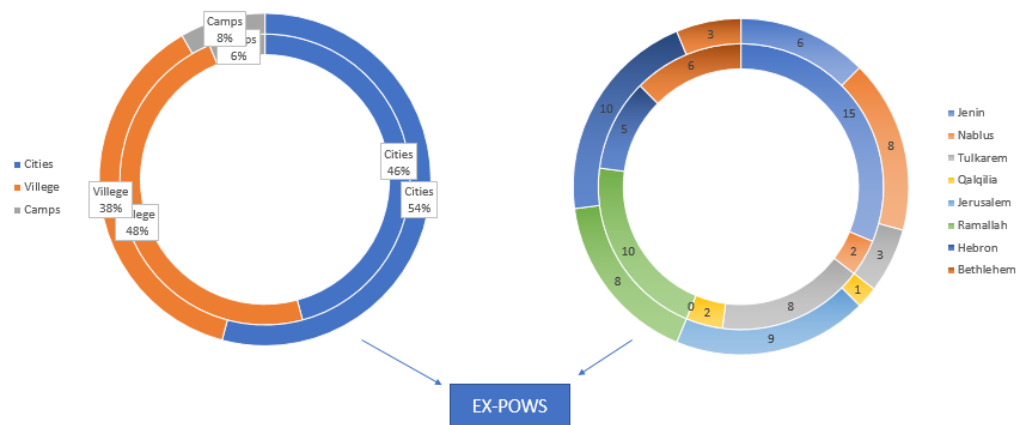 Camps
8%
ps
6%
Cities
46%
Cities
54%
Villege
38%
illege
48%
Cities
Villege
Camps
6
15
8
2
3
1
8
2
9
0
10
8
5
10
6
3
Jenin
Nablus
Tulkarem
Qalqilia
Jerusalem
Ramallah
Hebron
Bethlehem
EX-POWS